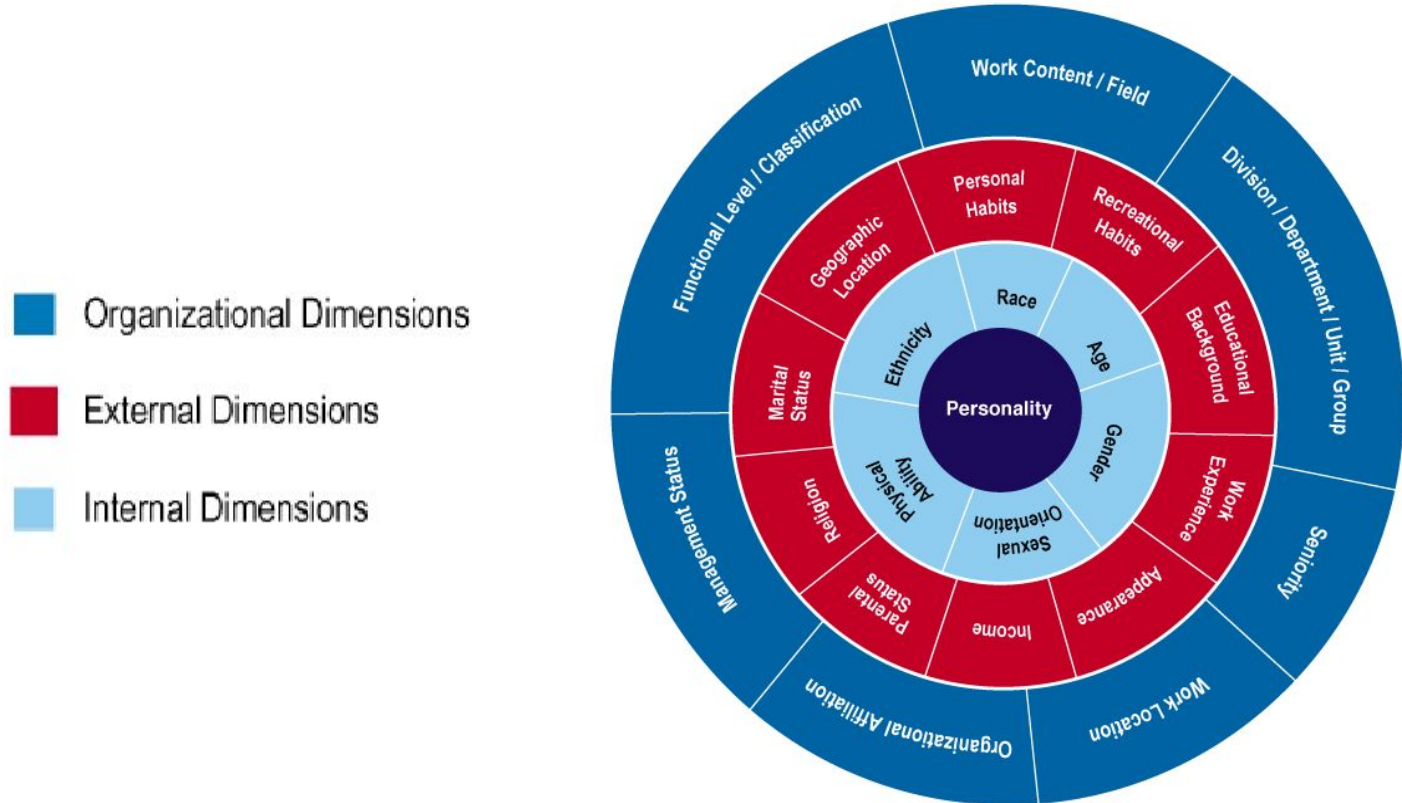 Organizational Dimensions
External Dimensions
Internal Dimensions
Work Content / Field
Division / Department / Unit / Group
Seniority
Work Location
Organizational Affiliation
Management Status
Functional Level / Classification
Personal
Habits
Recreational
Habits
Educational
Background
Work
Experience
Appearance
Income
Parental
Status
Religion
Marital
Status
Geographic
Location
Race
Age
Gender
Sexual
Orientation
Physical
Ability
Ethnicity
Personality